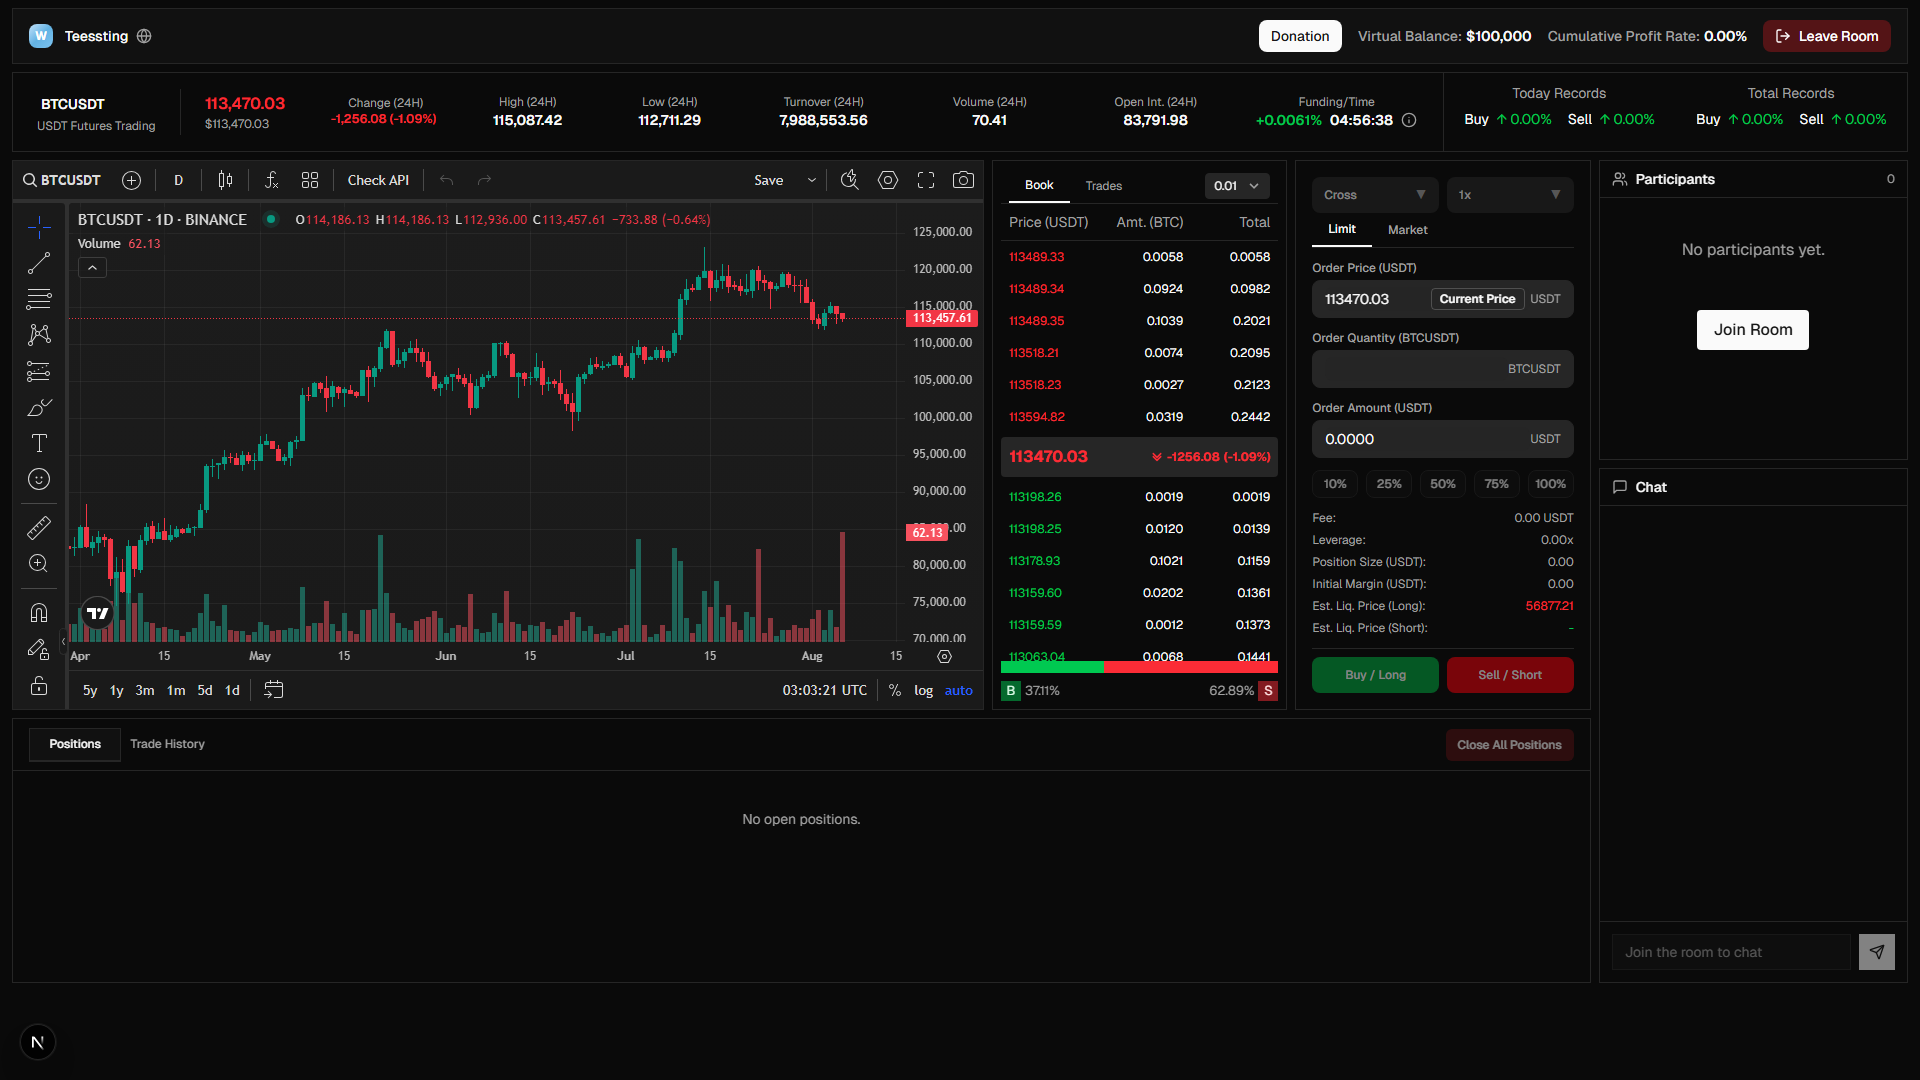 W Teessting
Donation Virtual Balance: $100,000 Cumulative Profit Rate: 0.00% Leave Room
BTCUSDT
USDT Futures Trading
113,470.03
$113,470.03
Change (24H)
-1,256.08 (-1.09%)
High (24H)
115,087.42
Low (24H)
112,711.29
Turnover (24H)
7,988,553.56
Volume (24H)
70.41
Open Int. (24H)
83,791.98
Funding/Time
+0.0061% 04:56:38
Today Records
Buy ↑ 0.00% Sell ↑ 0.00%
Total Records
Buy ↑ 0.00% Sell ↑ 0.00%
BTCUSDT D Check API Save
BTCUSDT · 1D · BINANCE O114,186.13 H114,186.13 L112,936.00 C113,457.61 −733.88 (−0.64%)
Volume 62.13
125,000.00
120,000.00
115,000.00
113,457.61
110,000.00
105,000.00
100,000.00
95,000.00
90,000.00
62.13
80,000.00
75,000.00
70,000.00
Apr 15 May 15 Jun 15 Jul 15 Aug 15
5y 1y 3m 1m 5d 1d 03:03:21 UTC % log auto
Book Trades 0.01
Price (USDT) Amt. (BTC) Total
113489.33 0.0058 0.0058
113489.34 0.0924 0.0982
113489.35 0.1039 0.2021
113518.21 0.0074 0.2095
113518.23 0.0027 0.2123
113594.82 0.0319 0.2442
113470.03 -1256.08 (-1.09%)
113198.26 0.0019 0.0019
113198.25 0.0120 0.0139
113178.93 0.1021 0.1159
113159.60 0.0202 0.1361
113159.59 0.0012 0.1373
113063.04 0.0068 0.1441
B 37.11% 62.89% S
Cross 1x
Limit Market
Order Price (USDT)
113470.03 Current Price USDT
Order Quantity (BTCUSDT)
BTCUSDT
Order Amount (USDT)
0.0000 USDT
10% 25% 50% 75% 100%
Fee: 0.00 USDT
Leverage: 0.00x
Position Size (USDT): 0.00
Initial Margin (USDT): 0.00
Est. Liq. Price (Long): 56877.21
Est. Liq. Price (Short): -
Buy / Long Sell / Short
Participants 0
No participants yet.
Join Room
Chat
Join the room to chat
Positions Trade History Close All Positions
No open positions.
N